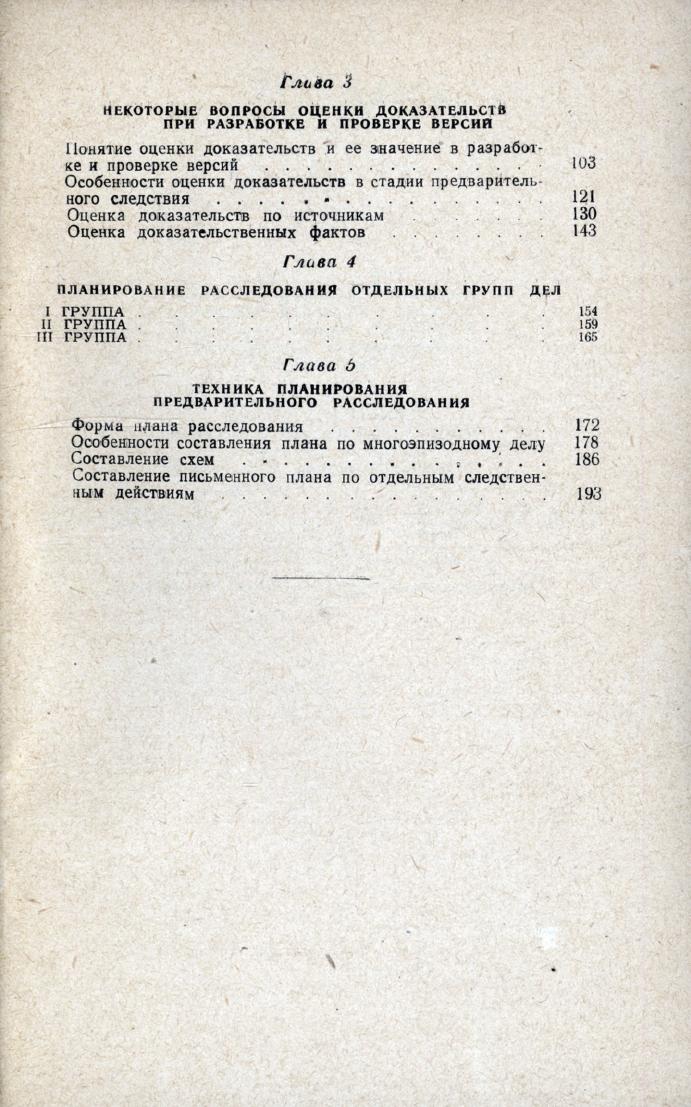 Глава 3
НЕКОТОРЫЕ ВОПРОСЫ ОЦЕНКИ ДОКАЗАТЕЛЬСТВ
ПРИ РАЗРАБОТКЕ И ПРОВЕРКЕ ВЕРСИЙ
Понятие оценки доказательств и ее значение в разработ-
ке и проверке версий . . . . . . . . . . . . 103
Особенности оценки доказательств в стадии предваритель-
ного следствия . . . . . . . . . . . . . . 121
Оценка доказательств по источникам . . . . . 130
Оценка доказательственных фактов . . . . . . . 143
Глава 4
ПЛАНИРОВАНИЕ РАССЛЕДОВАНИЯ ОТДЕЛЬНЫХ ГРУПП ДЕЛ
I ГРУППА . . . . . . . . . . . 154
II ГРУППА . . . . . . . . . . . 159
III ГРУППА . . . . . . . . . . . 165
Глава 5
ТЕХНИКА ПЛАНИРОВАНИЯ
ПРЕДВАРИТЕЛЬНОГО РАССЛЕДОВАНИЯ
Форма плана расследования . . . . . . . . . . 172
Особенности составления плана по многоэпизодному делу 178
Составление схем . . . . . . . . . . . . . 186
Составление письменного плана по отдельным следствен-
ным действиям . . . . . . . . . . . . . . 193